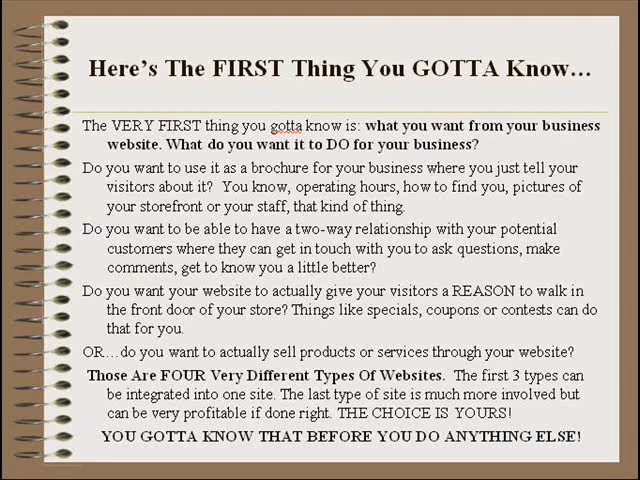 Here's The FIRST Thing You GOTTA Know…
The VERY FIRST thing you gotta know is: what you want from your business
website. What do you want it to DO for your business?
Do you want to use it as a brochure for your business where you just tell your
visitors about it?  You know, operating hours, how to find you, pictures of
your storefront or your staff, that kind of thing.
Do you want to be able to have a two-way relationship with your potential
customers where they can get in touch with you to ask questions, make
comments, get to know you a little better?
Do you want your website to actually give your visitors a REASON to walk in
the front door of your store? Things like specials, coupons or contests can do
that for you.
OR…do you want to actually sell products or services through your website?
Those Are FOUR Very Different Types Of Websites.  The first 3 types can
be integrated into one site. The last type of site is much more involved but
can be very profitable if done right. THE CHOICE IS YOURS!
YOU GOTTA KNOW THAT BEFORE YOU DO ANYTHING ELSE!